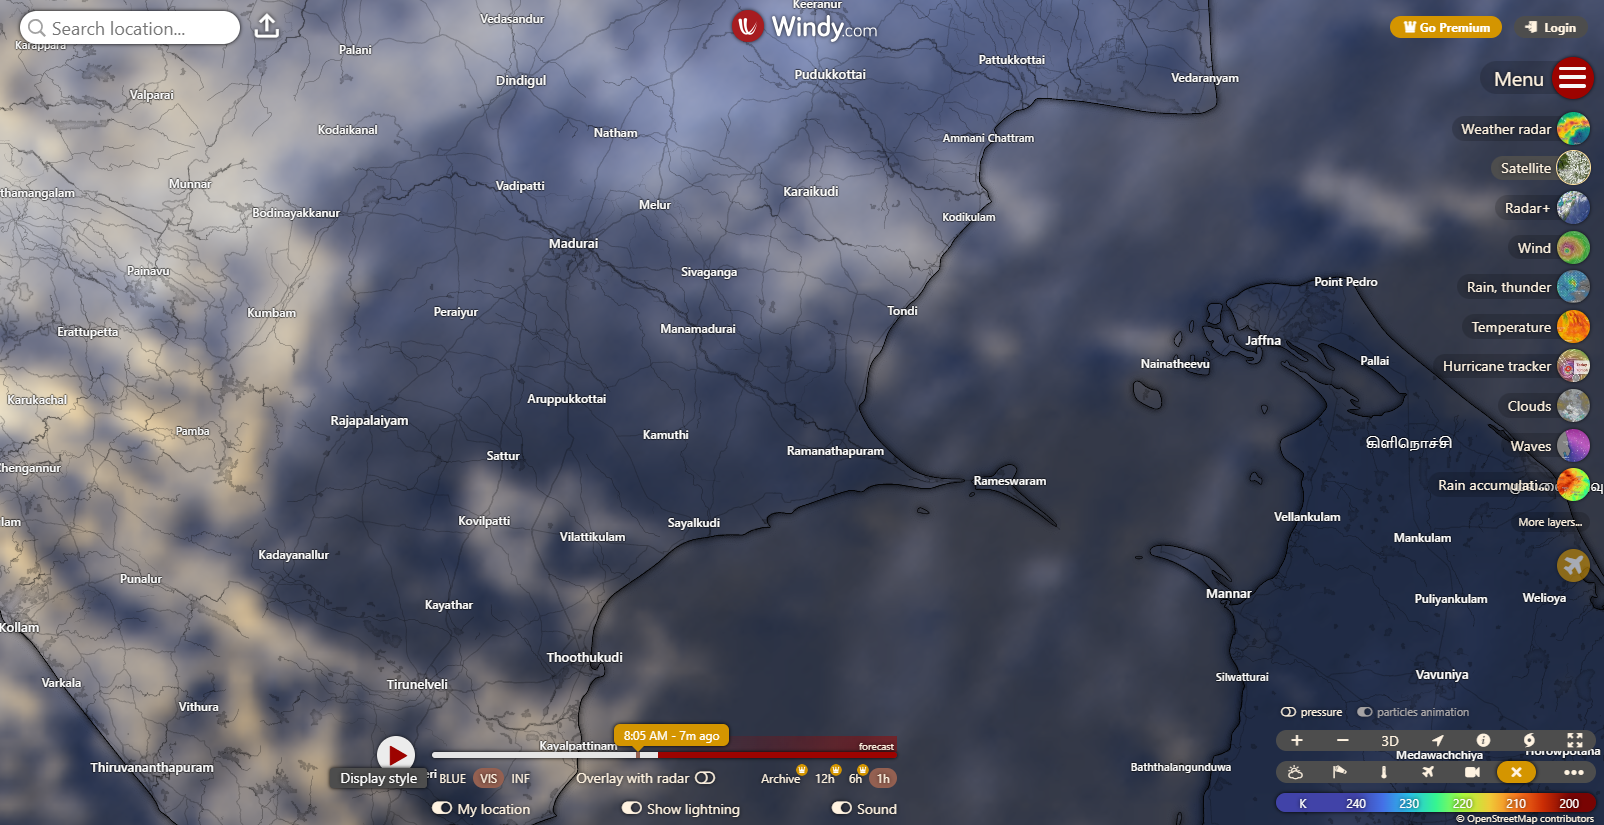 Search location...
Windy.com
Go Premium
Login
Menu
Weather radar
Satellite
Radar+
Wind
Rain, thunder
Temperature
Hurricane tracker
Clouds
Waves
Rain accumulati...
More layers...
Keeranur
Vedasandur
Karappara
Palani
Pattukkottai
Pudukkottai
Vedaranyam
Dindigul
Valparai
Kodaikanal
Natham
Ammani Chattram
Munnar
Vadipatti
Karaikudi
thamangalam
Melur
Bodinayakkanur
Kodikulam
Madurai
Painavu
Sivaganga
Point Pedro
Kumbam
Peraiyur
Tondi
Erattupetta
Manamadurai
Jaffna
Nainatheevu
Pallai
Karukachal
Aruppukkottai
Rajapalaiyam
Pamba
Kamuthi
கிளிநொச்சி
Sattur
Ramanathapuram
Chengannur
Rameswaram
lam
Kovilpatti
Sayalkudi
Vellankulam
Vilattikulam
Mankulam
Kadayanallur
Punalur
Mannar
Puliyankulam
Welioya
Kayathar
Kollam
Thoothukudi
Silwatturai
Vavuniya
Varkala
Tirunelveli
Vithura
Kayalpattinam
Thiruvananthapuram
Baththalangunduwa
Medawachchiya
Horowpotana
8:05 AM - 7m ago
forecast
Display style
eri
BLUE
VIS
INF
Overlay with radar
Archive
12h
6h
1h
My location
Show lightning
Sound
pressure
particles animation
3D
K
240
230
220
210
200
© OpenStreetMap contributors